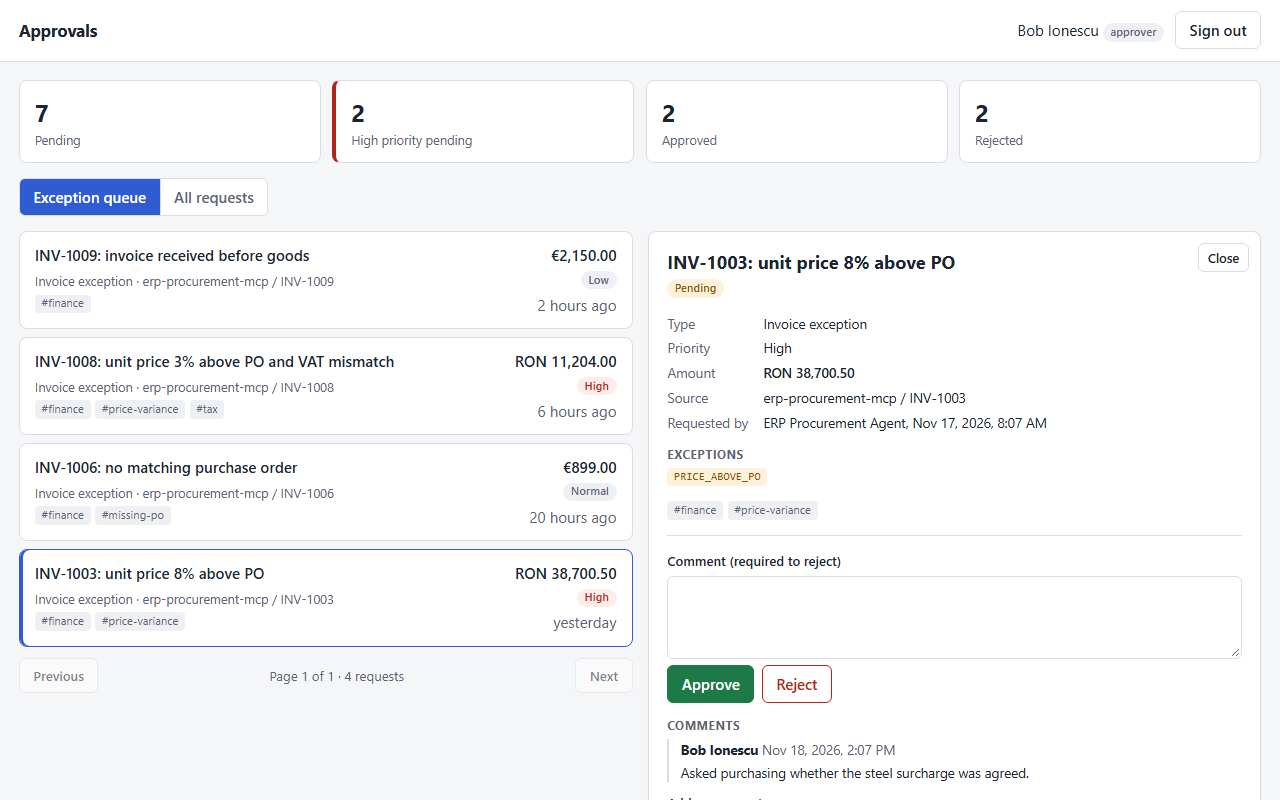 Approvals
Bob Ionescu approver Sign out
7
Pending
2
High priority pending
2
Approved
2
Rejected
Exception queue All requests
INV-1009: invoice received before goods €2,150.00
Invoice exception · erp-procurement-mcp / INV-1009 Low
#finance 2 hours ago
INV-1008: unit price 3% above PO and VAT mismatch RON 11,204.00
Invoice exception · erp-procurement-mcp / INV-1008 High
#finance #price-variance #tax 6 hours ago
INV-1006: no matching purchase order €899.00
Invoice exception · erp-procurement-mcp / INV-1006 Normal
#finance #missing-po 20 hours ago
INV-1003: unit price 8% above PO RON 38,700.50
Invoice exception · erp-procurement-mcp / INV-1003 High
#finance #price-variance yesterday
Previous Page 1 of 1 · 4 requests Next
INV-1003: unit price 8% above PO Close
Pending
Type Invoice exception
Priority High
Amount RON 38,700.50
Source erp-procurement-mcp / INV-1003
Requested by ERP Procurement Agent, Nov 17, 2026, 8:07 AM
EXCEPTIONS
PRICE_ABOVE_PO
#finance #price-variance
Comment (required to reject)
Approve Reject
COMMENTS
Bob Ionescu Nov 18, 2026, 2:07 PM
Asked purchasing whether the steel surcharge was agreed.